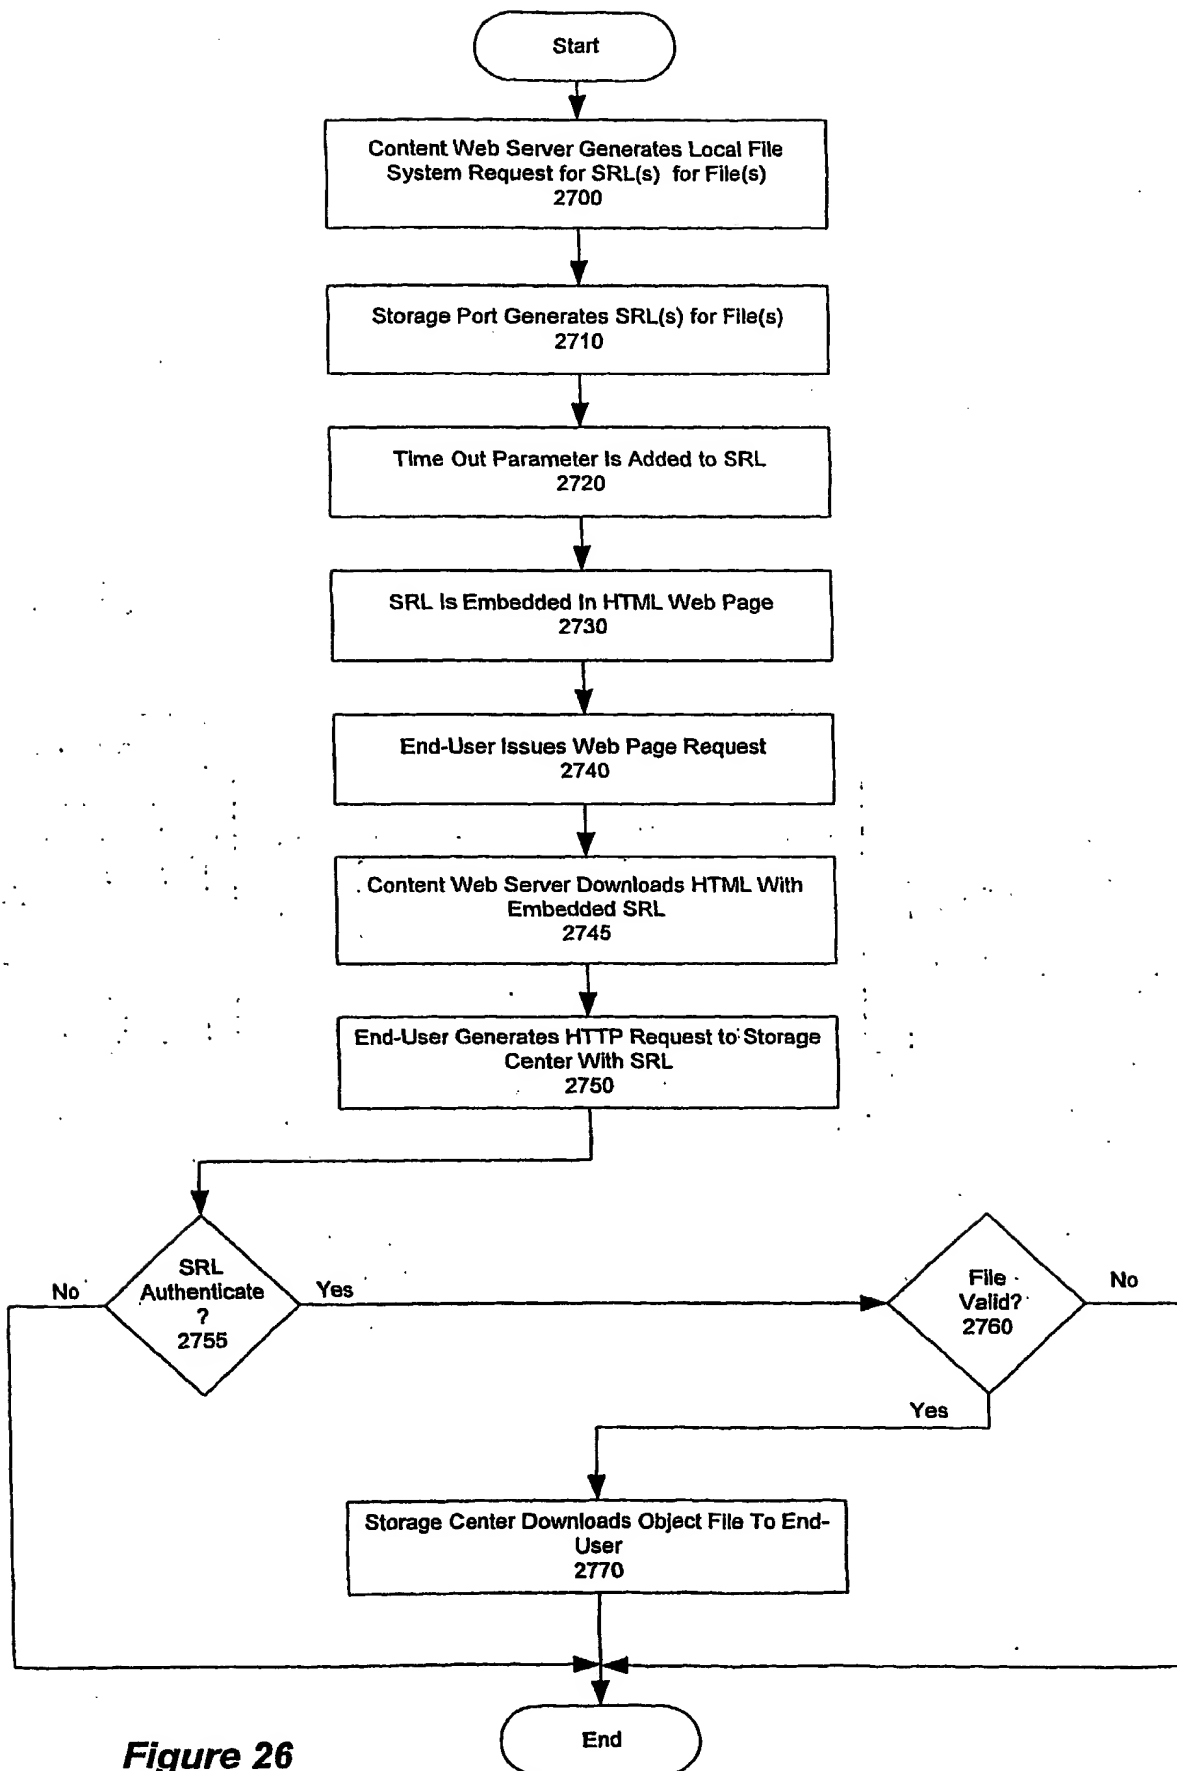 Start
Content Web Server Generates Local File
System Request for SRL(s) for File(s)
2700
Storage Port Generates SRL(s) for File(s)
2710
Time Out Parameter Is Added to SRL
2720
SRL Is Embedded In HTML Web Page
2730
End-User Issues Web Page Request
2740
Content Web Server Downloads HTML With
Embedded SRL
2745
End-User Generates HTTP Request to Storage
Center With SRL
2750
SRL
Authenticate
?
2755
No
Yes
File
Valid?
2760
No
Yes
Storage Center Downloads Object File To End-
User
2770
End
Figure 26